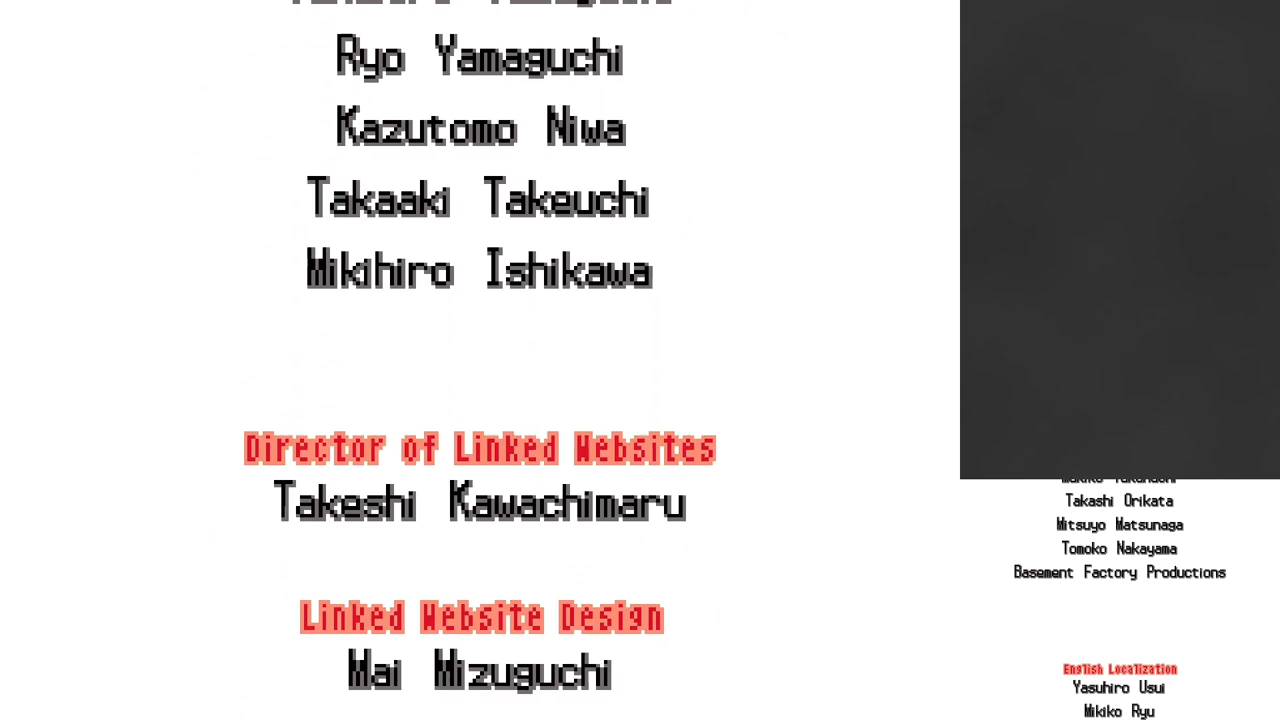 Ryo Yamaguchi
Kazutomo Niwa
Takaaki Takeuchi
Mikihiro Ishikawa
Director of Linked Websites
Takeshi Kawachimaru
Linked Website Design
Mai Mizuguchi
Takashi Orikata
Mitsuyo Matsunaga
Tomoko Nakayama
Basement Factory Productions
English Localization
Yasuhiro Usui
Mikiko Ryu